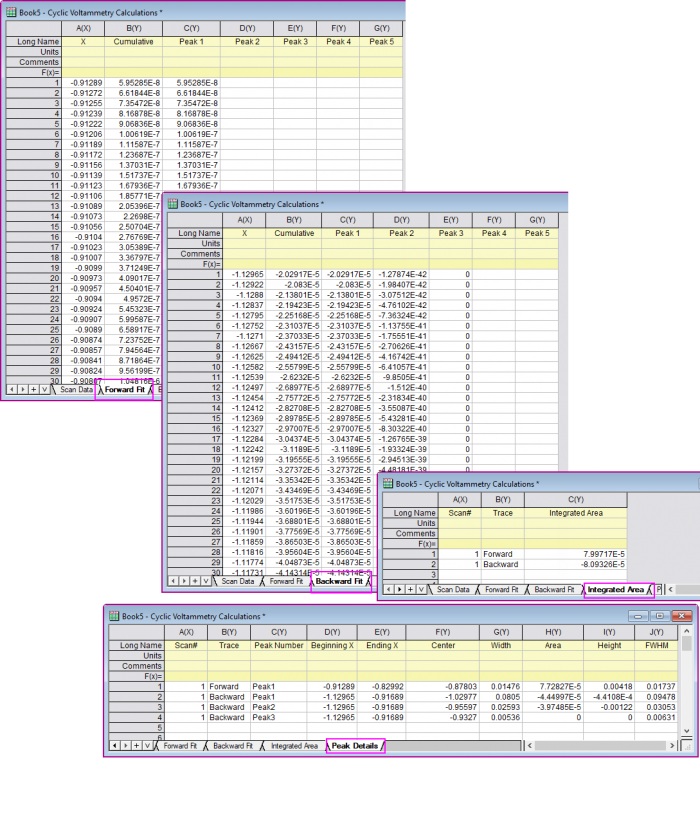 Book5 - Cyclic Voltammetry Calculations *
A(X) B(Y) C(Y) D(Y) E(Y) F(Y) G(Y)
Long Name X Cumulative Peak 1 Peak 2 Peak 3 Peak 4 Peak 5
Units
Comments
F(x)=
1 -0.91289 5.95285E-8 5.95285E-8
2 -0.91272 6.61844E-8 6.61844E-8
3 -0.91255 7.35472E-8 7.35472E-8
4 -0.91239 8.16878E-8 8.16878E-8
5 -0.91222 9.06836E-8 9.06836E-8
6 -0.91206 1.00619E-7 1.00619E-7
7 -0.91189 1.11587E-7 1.11587E-7
8 -0.91172 1.23687E-7 1.23687E-7
9 -0.91156 1.37031E-7 1.37031E-7
10 -0.91139 1.51737E-7 1.51737E-7
11 -0.91123 1.67936E-7 1.67936E-7
12 -0.91106 1.85771E-7
13 -0.91089 2.05396E-7
14 -0.91073 2.2698E-7
15 -0.91056 2.50704E-7
16 -0.9104 2.76769E-7
17 -0.91023 3.05389E-7
18 -0.91007 3.36797E-7
19 -0.9099 3.71249E-7
20 -0.90973 4.09017E-7
21 -0.90957 4.50401E-7
22 -0.9094 4.9572E-7
23 -0.90924 5.45323E-7
24 -0.90907 5.99587E-7
25 -0.9089 6.58917E-7
26 -0.90874 7.23752E-7
27 -0.90857 7.94564E-7
28 -0.90841 8.71864E-7
29 -0.90824 9.56199E-7
30 -0.90807 1.04816E-6
Scan Data Forward Fit
Book5 - Cyclic Voltammetry Calculations *
A(X) B(Y) C(Y) D(Y) E(Y) F(Y) G(Y)
Long Name X Cumulative Peak 1 Peak 2 Peak 3 Peak 4 Peak 5
Units
Comments
F(x)=
1 -1.12965 -2.02917E-5 -2.02917E-5 -1.27874E-42 0
2 -1.12922 -2.083E-5 -2.083E-5 -1.98407E-42 0
3 -1.1288 -2.13801E-5 -2.13801E-5 -3.07512E-42 0
4 -1.12837 -2.19423E-5 -2.19423E-5 -4.76102E-42 0
5 -1.12795 -2.25168E-5 -2.25168E-5 -7.36324E-42 0
6 -1.12752 -2.31037E-5 -2.31037E-5 -1.13755E-41 0
7 -1.1271 -2.37033E-5 -2.37033E-5 -1.75551E-41 0
8 -1.12667 -2.43157E-5 -2.43157E-5 -2.70626E-41 0
9 -1.12625 -2.49412E-5 -2.49412E-5 -4.16742E-41 0
10 -1.12582 -2.55799E-5 -2.55799E-5 -6.41057E-41 0
11 -1.12539 -2.6232E-5 -2.6232E-5 -9.8505E-41 0
12 -1.12497 -2.68977E-5 -2.68977E-5 -1.512E-40 0
13 -1.12454 -2.75772E-5 -2.75772E-5 -2.31834E-40 0
14 -1.12412 -2.82708E-5 -2.82708E-5 -3.55087E-40 0
15 -1.12369 -2.89785E-5 -2.89785E-5 -5.43281E-40 0
16 -1.12327 -2.97007E-5 -2.97007E-5 -8.30322E-40 0
17 -1.12284 -3.04374E-5 -3.04374E-5 -1.26765E-39 0
18 -1.12242 -3.1189E-5 -3.1189E-5 -1.93324E-39 0
19 -1.12199 -3.19555E-5 -3.19555E-5 -2.94513E-39 0
20 -1.12157 -3.27372E-5 -3.27372E-5 -4.48181E-39
21 -1.12114 -3.35342E-5 -3.35342E-5
22 -1.12071 -3.43469E-5 -3.43469E-5
23 -1.12029 -3.51753E-5 -3.51753E-5
24 -1.11986 -3.60196E-5 -3.60196E-5
25 -1.11944 -3.68801E-5 -3.68801E-5
26 -1.11901 -3.77569E-5 -3.77569E-5
27 -1.11859 -3.86503E-5 -3.86503E-5
28 -1.11816 -3.95604E-5 -3.95604E-5
29 -1.11774 -4.04873E-5 -4.04873E-5
30 -1.11731 -4.14314E-5 -4.14314E-5
Scan Data Forward Fit Backward Fit
Book5 - Cyclic Voltammetry Calculations *
A(X) B(Y) C(Y)
Long Name Scan# Trace Integrated Area
Units
Comments
F(x)=
1 1 Forward 7.99717E-5
2 1 Backward -8.09326E-5
3
Scan Data Forward Fit Backward Fit Integrated Area P
Book5 - Cyclic Voltammetry Calculations *
A(X) B(Y) C(Y) D(Y) E(Y) F(Y) G(Y) H(Y) I(Y) J(Y)
Long Name Scan# Trace Peak Number Beginning X Ending X Center Width Area Height FWHM
Units
Comments
F(x)=
1 1 Forward Peak1 -0.91289 -0.82992 -0.87803 0.01476 7.72827E-5 0.00418 0.01737
2 1 Backward Peak1 -1.12965 -0.91689 -1.02977 0.0805 -4.44997E-5 -4.4108E-4 0.09478
3 1 Backward Peak2 -1.12965 -0.91689 -0.95597 0.02593 -3.97485E-5 -0.00122 0.03053
4 1 Backward Peak3 -1.12965 -0.91689 -0.9327 0.00536 0 0 0.00631
5
6
Forward Fit Backward Fit Integrated Area Peak Details